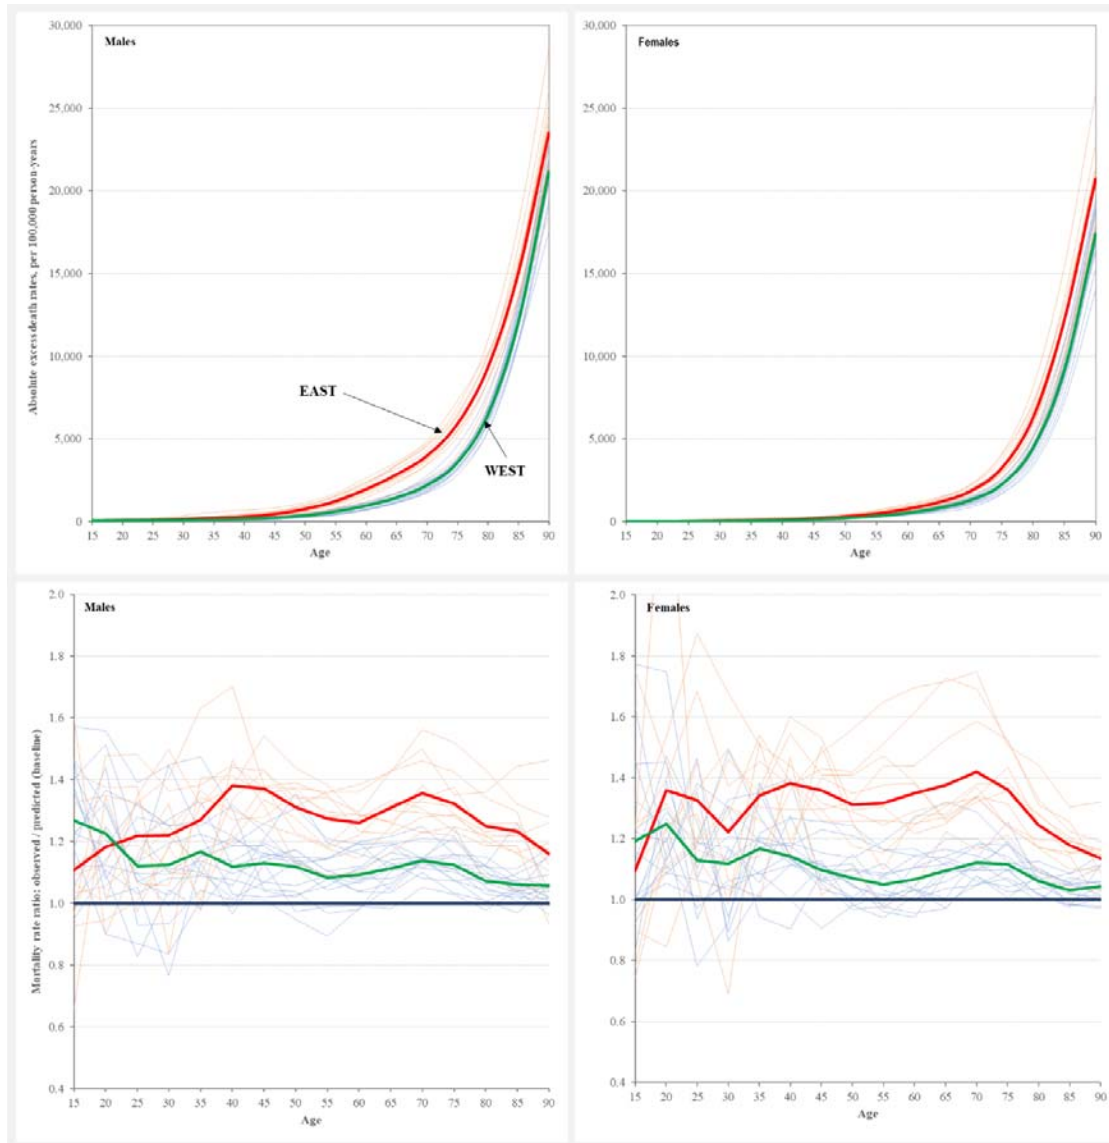 Males
Absolute excess death rates, per 100,000 person-years
30,000
25,000
20,000
15,000
10,000
5,000
0
EAST
WEST
15 20 25 30 35 40 45 50 55 60 65 70 75 80 85 90
Age
Females
30,000
25,000
20,000
15,000
10,000
5,000
0
15 20 25 30 35 40 45 50 55 60 65 70 75 80 85 90
Age
Males
Mortality rate ratio: observed / predicted (baseline)
2.0
1.8
1.6
1.4
1.2
1.0
0.8
0.6
0.4
15 20 25 30 35 40 45 50 55 60 65 70 75 80 85 90
Age
Females
2.0
1.8
1.6
1.4
1.2
1.0
0.8
0.6
0.4
15 20 25 30 35 40 45 50 55 60 65 70 75 80 85 90
Age